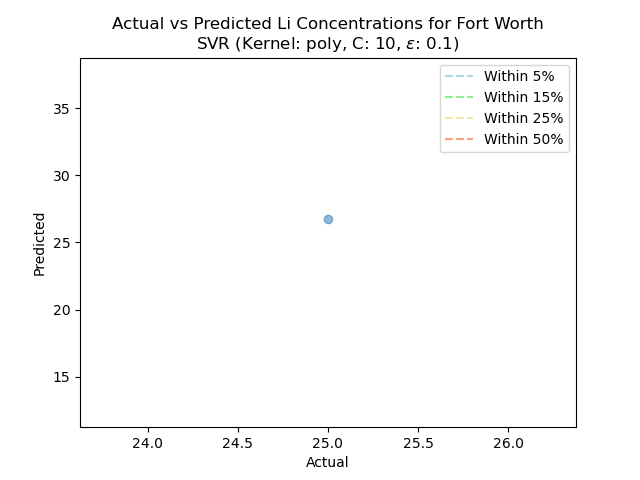 Actual vs Predicted Li Concentrations for Fort Worth
SVR (Kernel: poly, C: 10, ε: 0.1)
Within 5%
Within 15%
Within 25%
Within 50%
Predicted
35
30
25
20
15
24.0 24.5 25.0 25.5 26.0
Actual